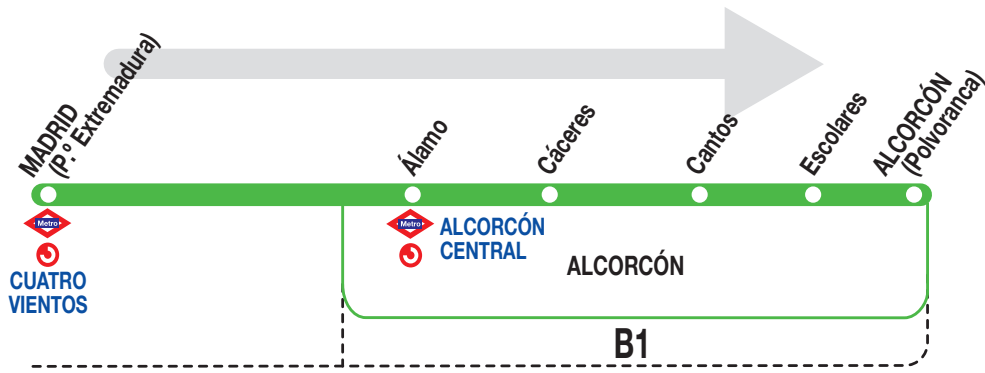 MADRID
(P.º Extremadura)
Álamo
Cáceres
Cantos
Escolares
ALCORCÓN
(Polvoranca)
Metro
CUATRO
VIENTOS
Metro
ALCORCÓN
CENTRAL
ALCORCÓN
B1